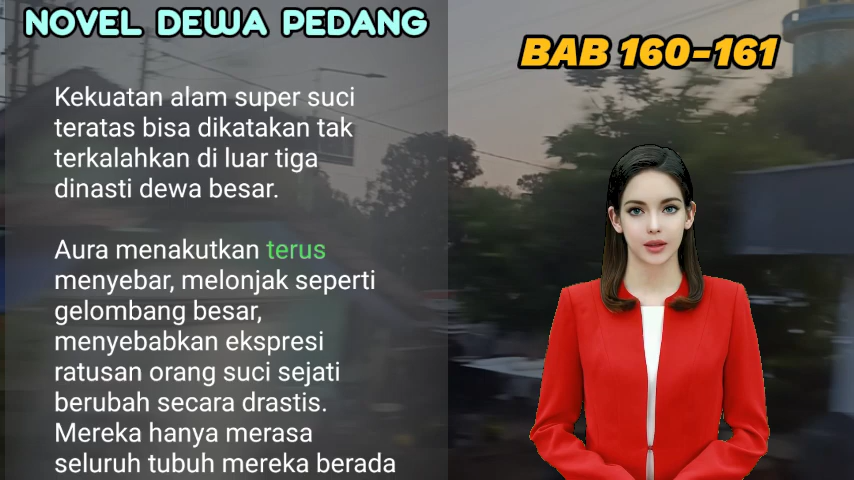 NOVEL DEWA PEDANG
BAB 160-161
Kekuatan alam super suci
teratas bisa dikatakan tak
terkalahkan di luar tiga
dinasti dewa besar.
Aura menakutkan terus
menyebar, melonjak seperti
gelombang besar,
menyebabkan ekspresi
ratusan orang suci sejati
berubah secara drastis.
Mereka hanya merasa
seluruh tubuh mereka berada